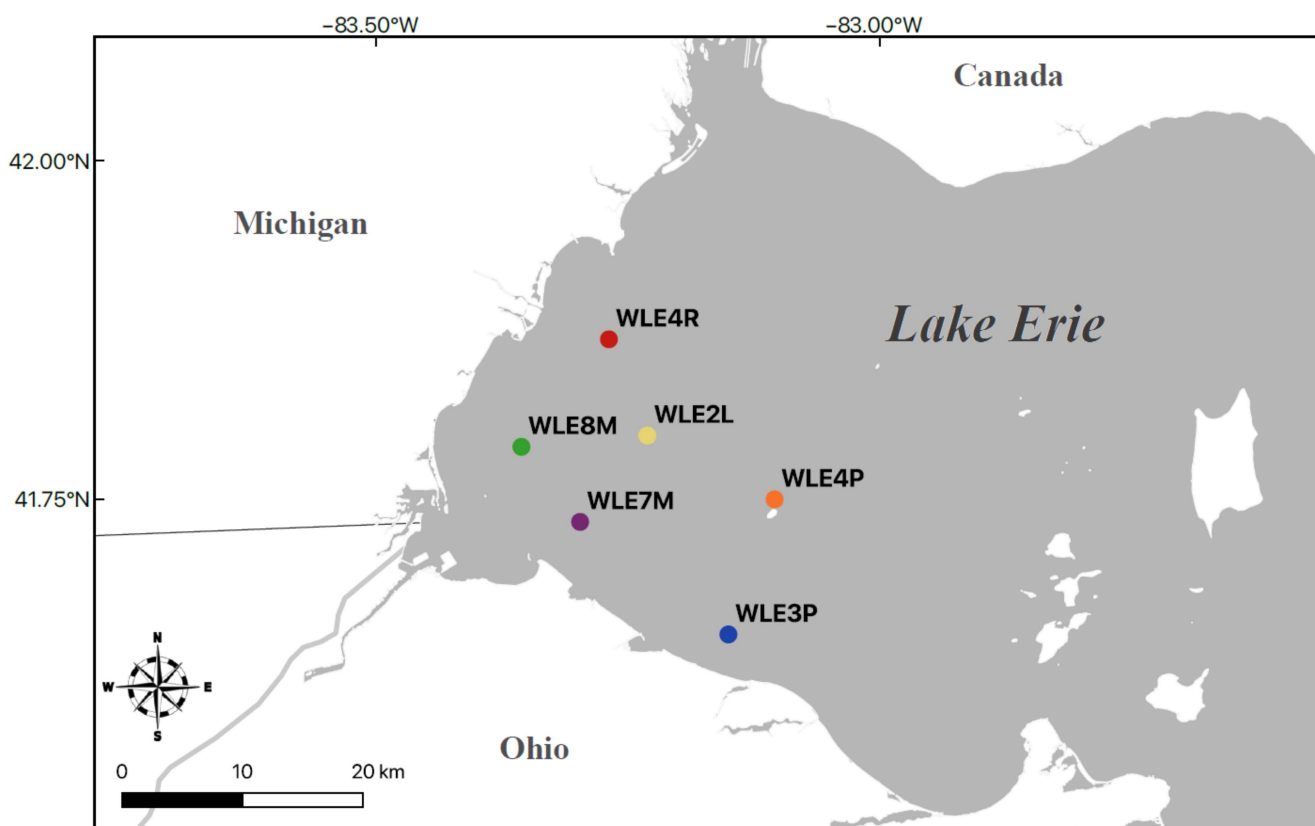 −83.50°W
−83.00°W
Canada
42.00°N
Michigan
WLE4R
Lake Erie
WLE8M
WLE2L
WLE4P
41.75°N
WLE7M
WLE3P
N
W
E
S
Ohio
0 10 20 km